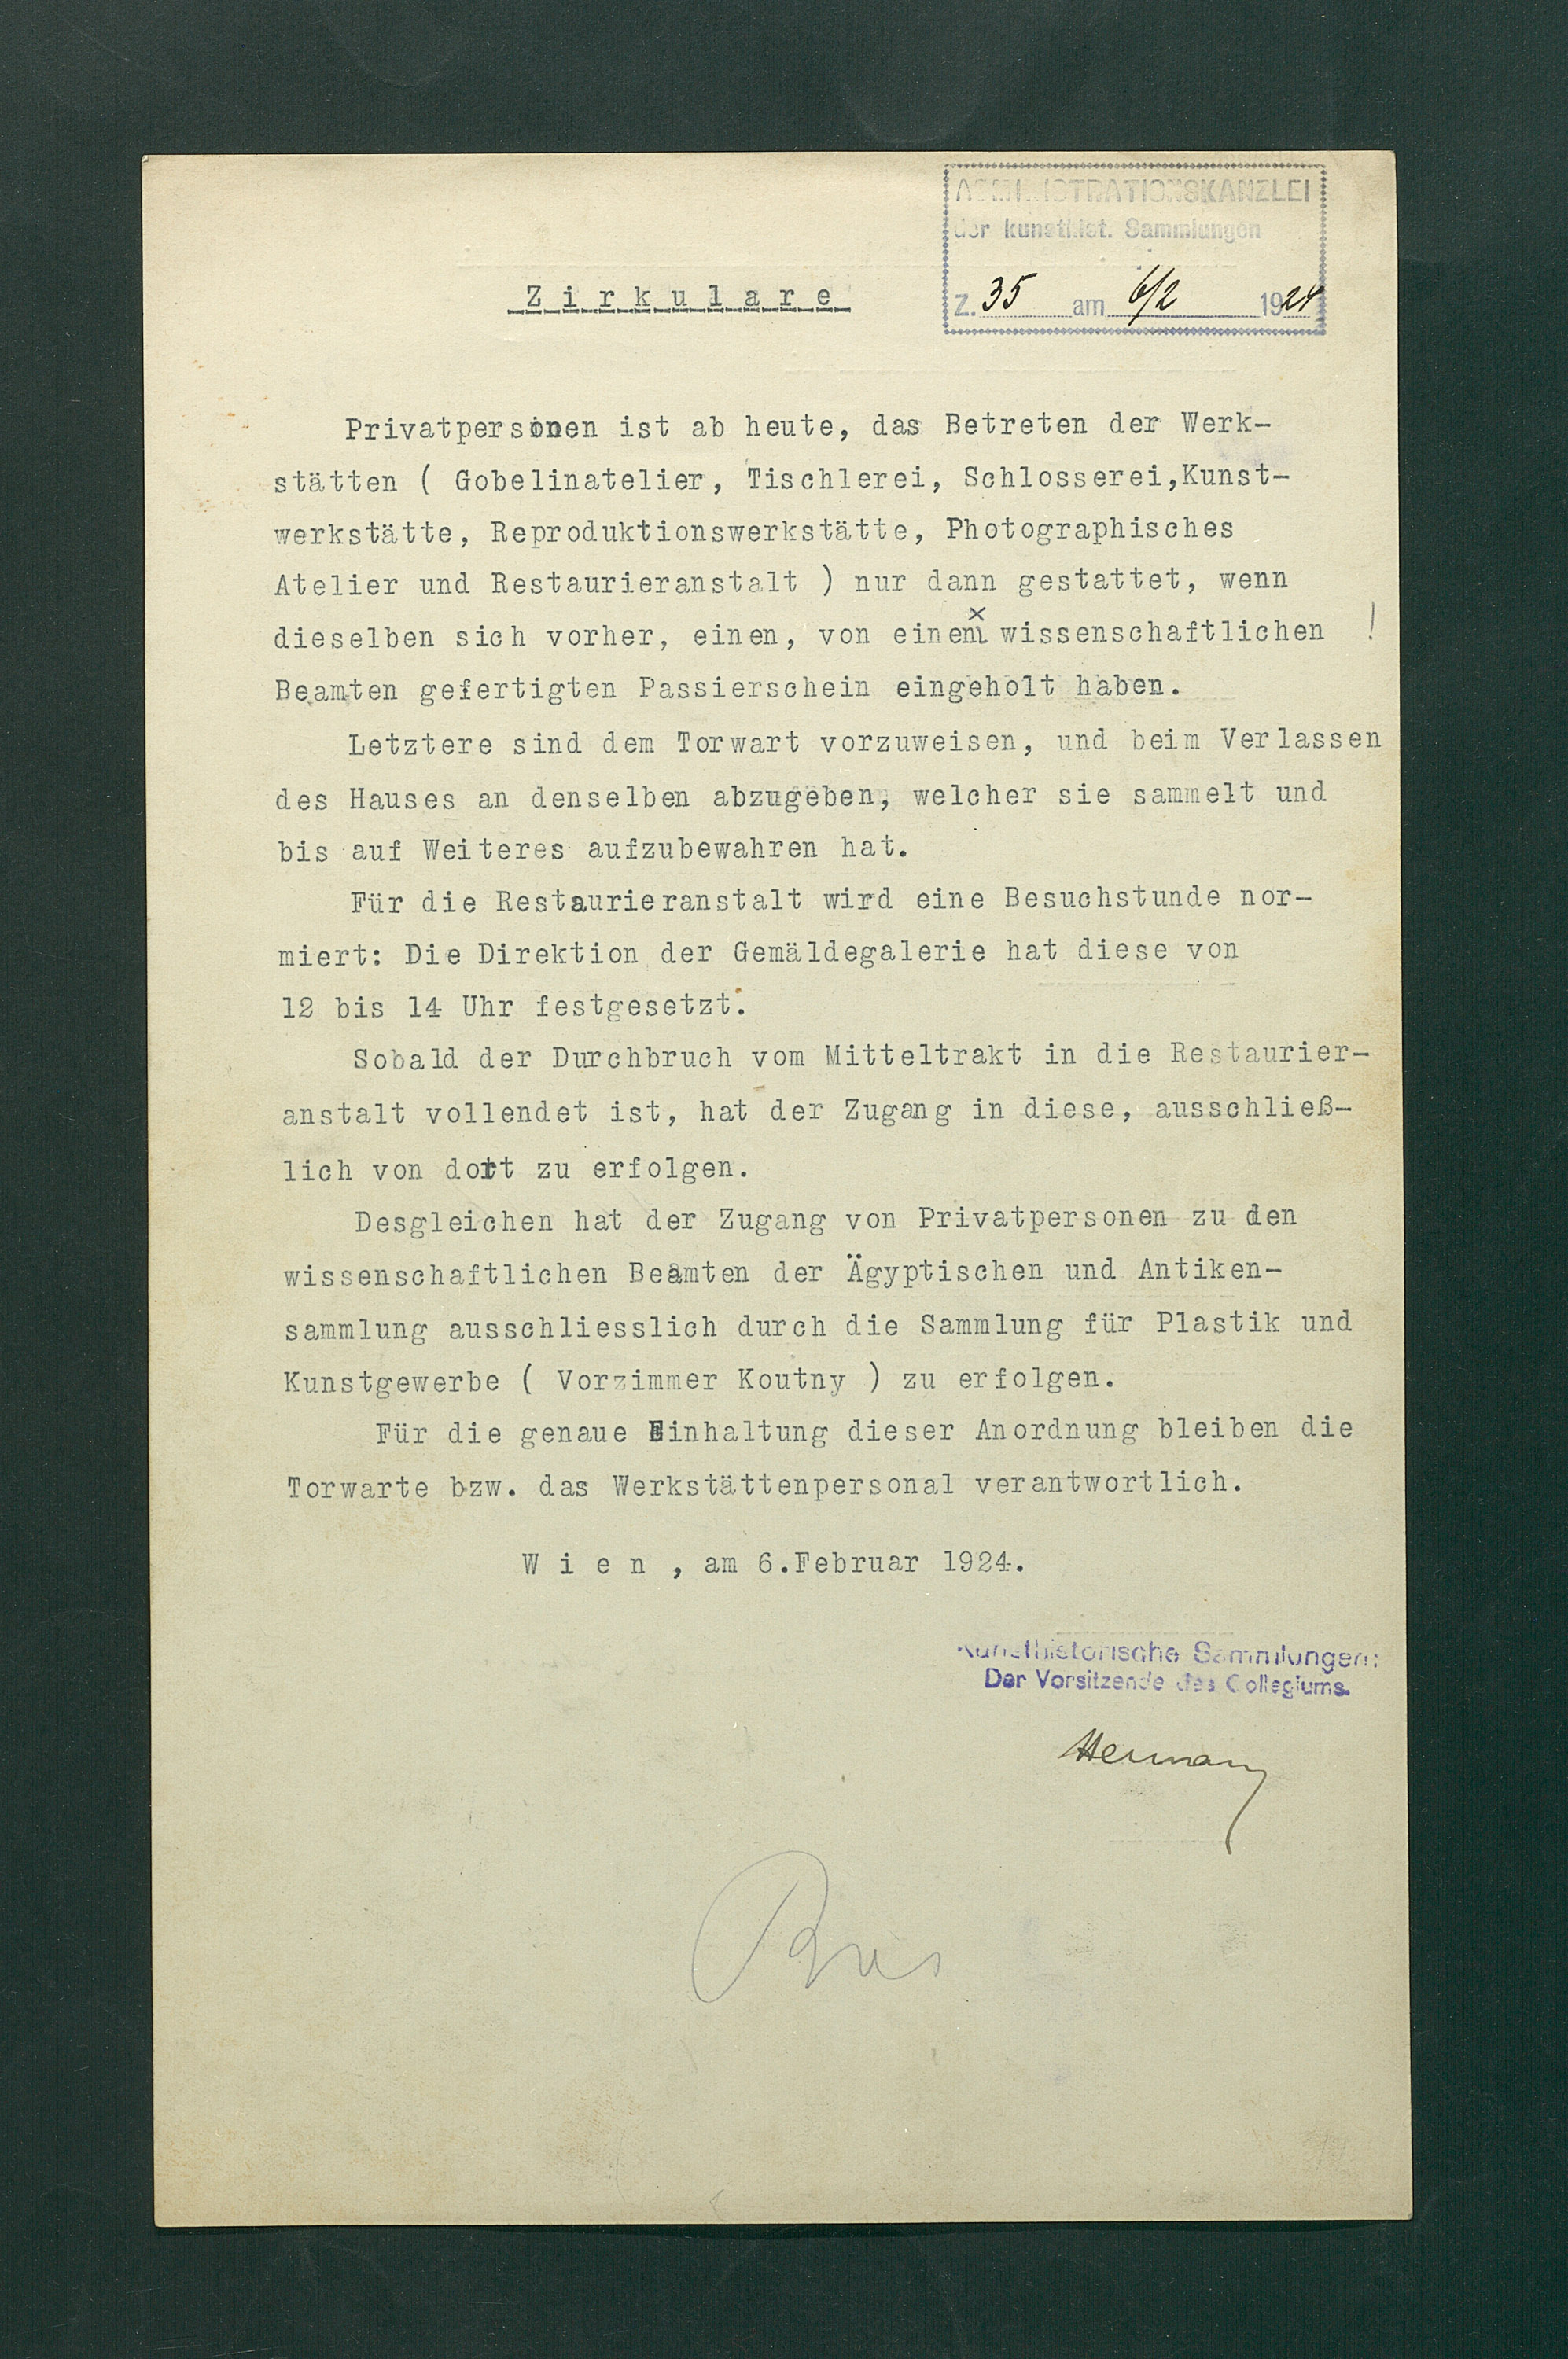 ADMINISTRATIONSKANZLEI
der kunsthist. Sammlungen
Z. 35 am 6/2 1924
Zirkulare
Privatpersonen ist ab heute, das Betreten der Werk-
stätten ( Gobelinatelier, Tischlerei, Schlosserei,Kunst-
werkstätte, Reproduktionswerkstätte, Photographisches
Atelier und Restaurieranstalt ) nur dann gestattet, wenn
dieselben sich vorher, einen, von einem wissenschaftlichen !
Beamten gefertigten Passierschein eingeholt haben.
Letztere sind dem Torwart vorzuweisen, und beim Verlassen
des Hauses an denselben abzugeben, welcher sie sammelt und
bis auf Weiteres aufzubewahren hat.
Für die Restaurieranstalt wird eine Besuchstunde nor-
miert: Die Direktion der Gemäldegalerie hat diese von
12 bis 14 Uhr festgesetzt.
Sobald der Durchbruch vom Mitteltrakt in die Restaurier-
anstalt vollendet ist, hat der Zugang in diese, ausschließ-
lich von dort zu erfolgen.
Desgleichen hat der Zugang von Privatpersonen zu den
wissenschaftlichen Beamten der Ägyptischen und Antiken-
sammlung ausschliesslich durch die Sammlung für Plastik und
Kunstgewerbe ( Vorzimmer Koutny ) zu erfolgen.
Für die genaue Einhaltung dieser Anordnung bleiben die
Torwarte bzw. das Werkstättenpersonal verantwortlich.
Wien, am 6.Februar 1924.
Kunsthistorische Sammlungen:
Der Vorsitzende des Collegiums.
Hermann